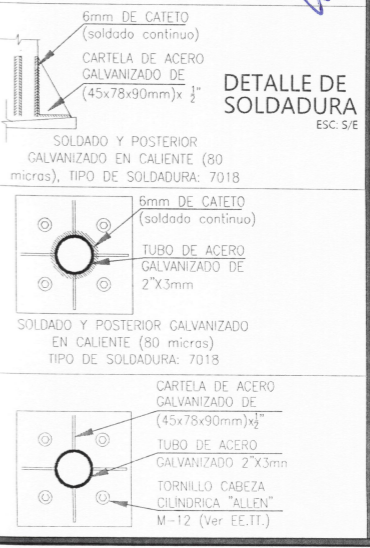 6mm DE CATETO
(soldado continuo)
CARTELA DE ACERO
GALVANIZADO DE
(45x78x90mm)x 1/2"
DETALLE DE
SOLDADURA
ESC: S/E
SOLDADO Y POSTERIOR
GALVANIZADO EN CALIENTE (80
micras), TIPO DE SOLDADURA: 7018
6mm DE CATETO
(soldado continuo)
TUBO DE ACERO
GALVANIZADO DE
2"X3mm
SOLDADO Y POSTERIOR GALVANIZADO
EN CALIENTE (80 micras)
TIPO DE SOLDADURA: 7018
CARTELA DE ACERO
GALVANIZADO DE
(45x78x90mm)x½"
TUBO DE ACERO
GALVANIZADO 2"X3mm
TORNILLO CABEZA
CILÍNDRICA "ALLEN"
M-12 (Ver EE.TT.)